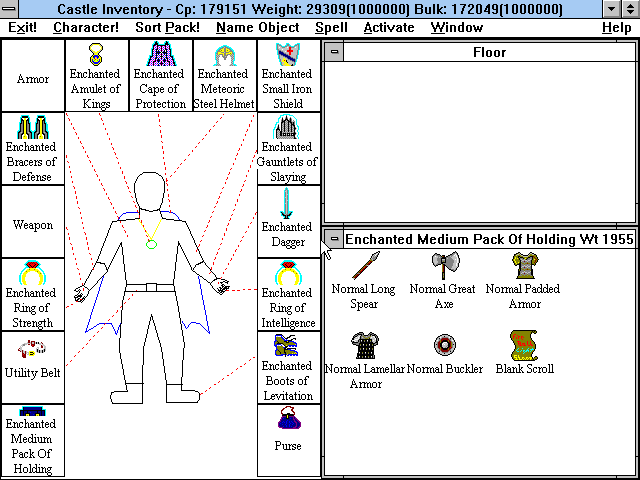 Castle Inventory - Cp: 179151 Weight: 29309(1000000) Bulk: 172049(1000000)
Exit! Character! Sort Pack! Name Object Spell Activate Window Help
Armor
Enchanted
Amulet of
Kings
Enchanted
Cape of
Protection
Enchanted
Meteoric
Steel Helmet
Enchanted
Small Iron
Shield
Enchanted
Bracers of
Defense
Enchanted
Gauntlets of
Slaying
Weapon
Enchanted
Dagger
Enchanted
Ring of
Strength
Enchanted
Ring of
Intelligence
Utility Belt
Enchanted
Boots of
Levitation
Enchanted
Medium
Pack Of
Holding
Purse
Floor
Enchanted Medium Pack Of Holding Wt 1955
Normal Long
Spear
Normal Great
Axe
Normal Padded
Armor
Normal Lamellar
Armor
Normal Buckler
Blank Scroll